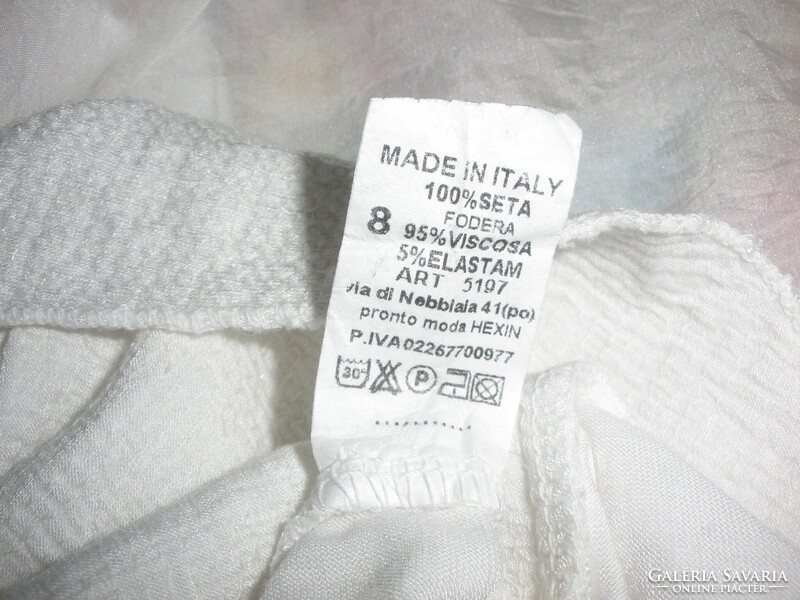 MADE IN ITALY
100%SETA
FODERA
8
95%VISCOSA
5%ELASTAM
ART 5197
via di Nebbiaia 41(po)
pronto moda HEXIN
P.IVA02267700977
30° P
GALÉRIA SAVARIA
ONLINE PIACTÉR